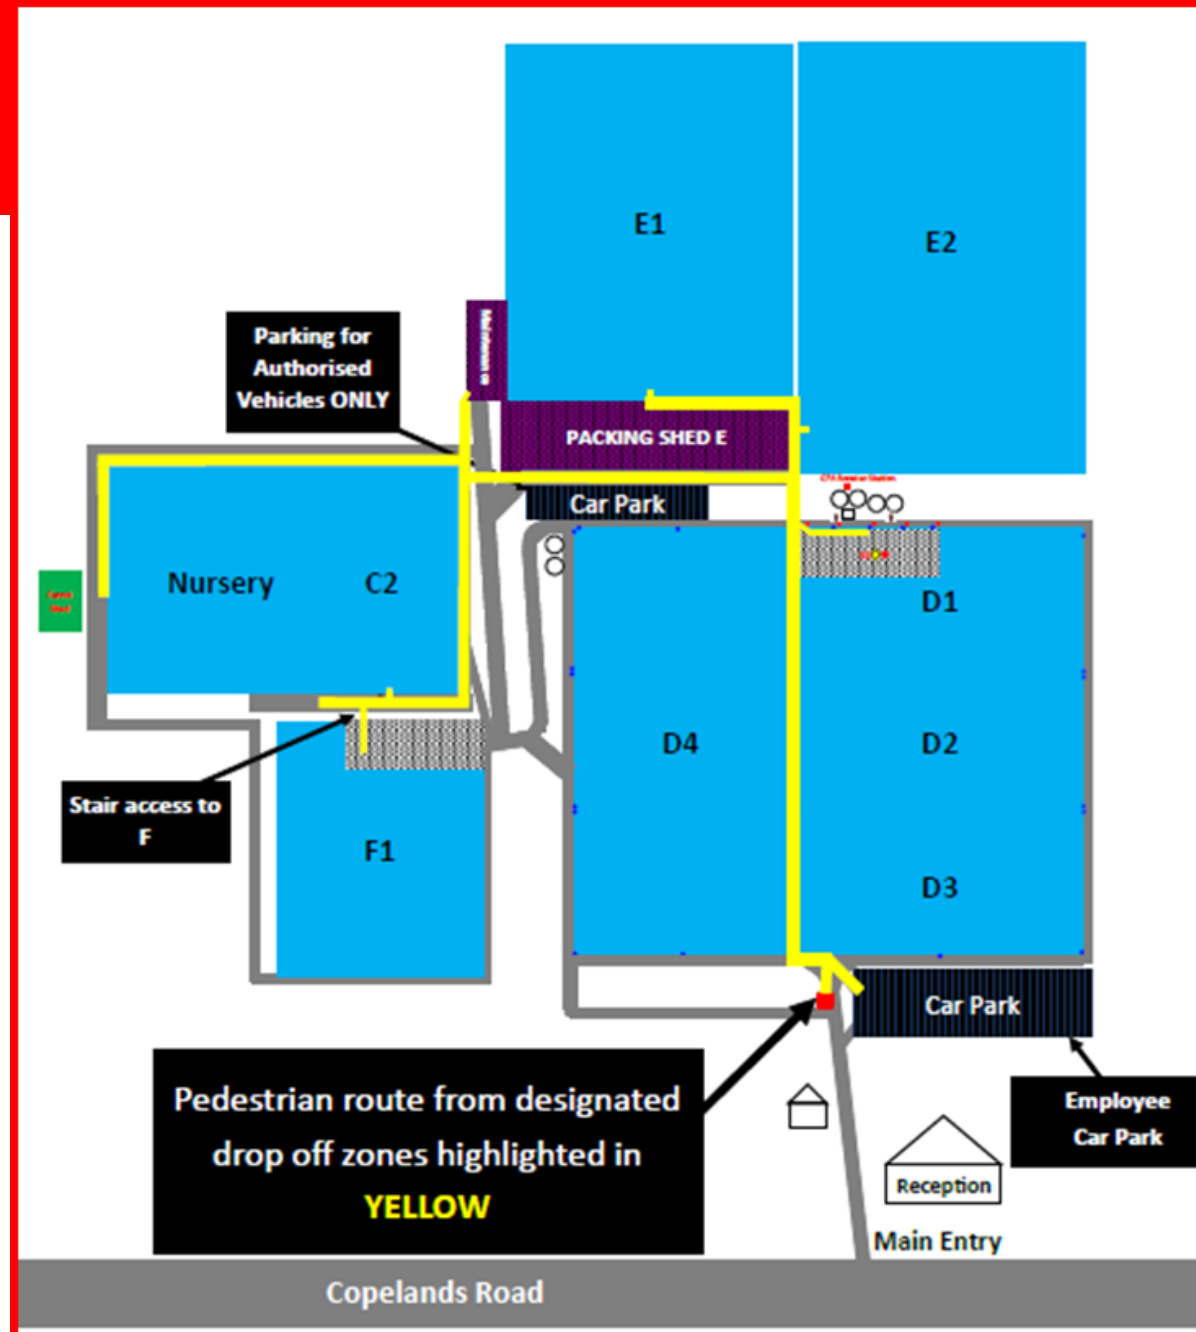 E1
E2
Parking for
Authorised
Vehicles ONLY
PACKING SHED E
Car Park
Nursery
C2
D1
D4
D2
Stair access to
F
F1
D3
Car Park
Pedestrian route from designated
drop off zones highlighted in
YELLOW
Employee
Car Park
Reception
Main Entry
Copelands Road